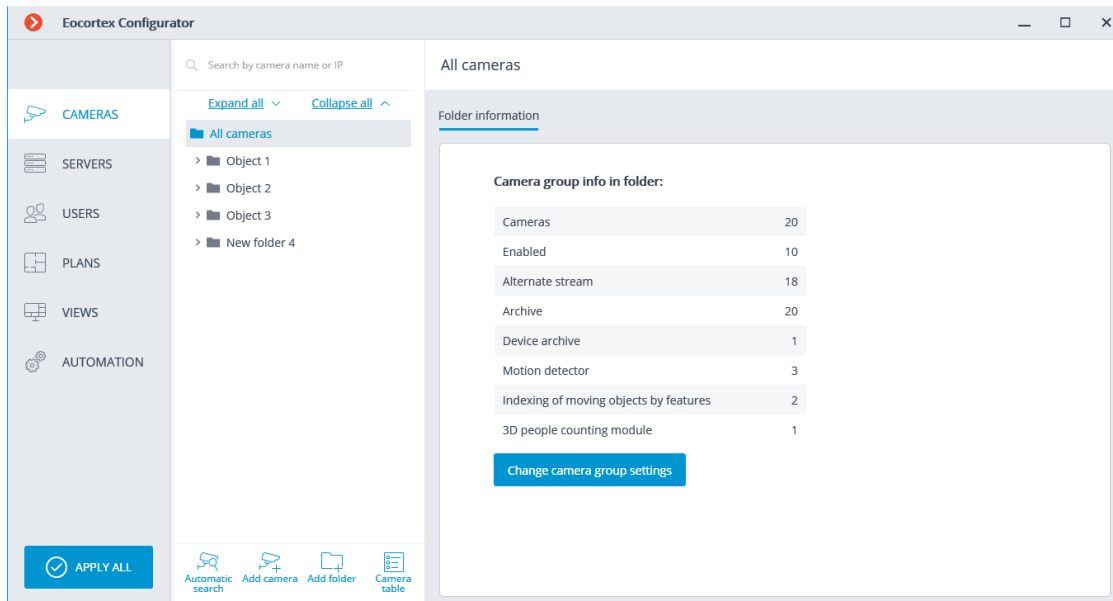 Eocortex Configurator
Search by camera name or IP
All cameras
Expand all
Collapse all
Folder information
CAMERAS
All cameras
SERVERS
Object 1
Object 2
USERS
Object 3
New folder 4
PLANS
VIEWS
AUTOMATION
Camera group info in folder:
Cameras 20
Enabled 10
Alternate stream 18
Archive 20
Device archive 1
Motion detector 3
Indexing of moving objects by features 2
3D people counting module 1
Change camera group settings
APPLY ALL
Automatic search
Add camera
Add folder
Camera table